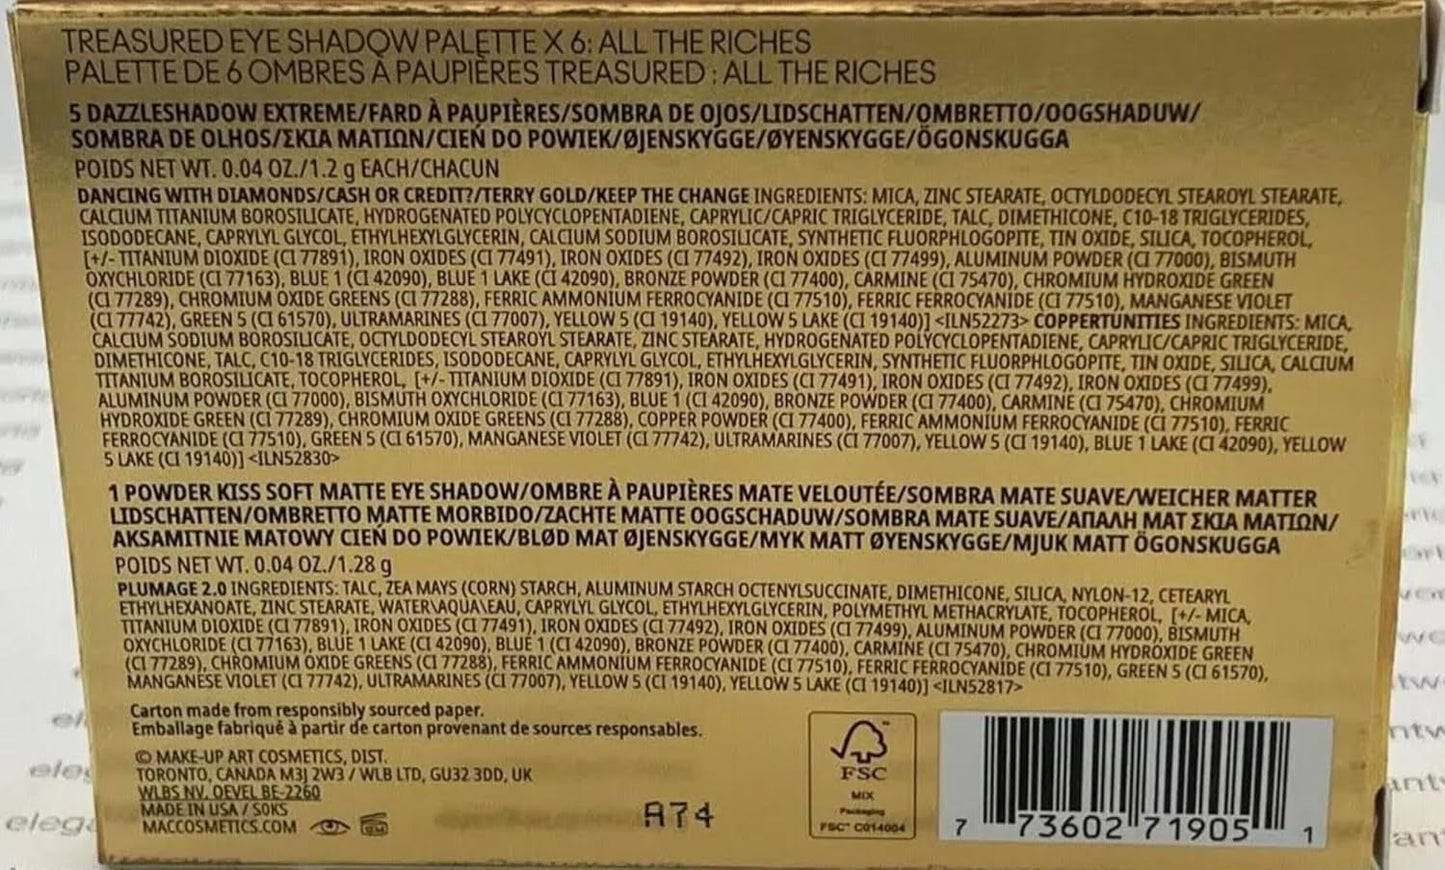 TREASURED EYE SHADOW PALETTE X 6: ALL THE RICHES
PALETTE DE 6 OMBRES À PAUPIÈRES TREASURED : ALL THE RICHES
5 DAZZLESHADOW EXTREME/FARD À PAUPIÈRES/SOMBRA DE OJOS/LIDSCHATTEN/OMBRETTO/OOGSHADUW/
SOMBRA DE OLHOS/ΣΚΙΑ ΜΑΤΙΩΝ/CIEŃ DO POWIEK/ØJENSKYGGE/ØYENSKYGGE/ÖGONSKUGGA
POIDS NET WT. 0.04 OZ./1.2 g EACH/CHACUN
DANCING WITH DIAMONDS/CASH OR CREDIT?/TERRY GOLD/KEEP THE CHANGE INGREDIENTS: MICA, ZINC STEARATE, OCTYLDODECYL STEAROYL STEARATE,
CALCIUM TITANIUM BOROSILICATE, HYDROGENATED POLYCYCLOPENTADIENE, CAPRYLIC/CAPRIC TRIGLYCERIDE, TALC, DIMETHICONE, C10-18 TRIGLYCERIDES,
ISODODECANE, CAPRYLYL GLYCOL, ETHYLHEXYLGLYCERIN, CALCIUM SODIUM BOROSILICATE, SYNTHETIC FLUORPHLOGOPITE, TIN OXIDE, SILICA, TOCOPHEROL,
[+/- TITANIUM DIOXIDE (CI 77891), IRON OXIDES (CI 77491), IRON OXIDES (CI 77492), IRON OXIDES (CI 77499), ALUMINUM POWDER (CI 77000), BISMUTH
OXYCHLORIDE (CI 77163), BLUE 1 (CI 42090), BLUE 1 LAKE (CI 42090), BRONZE POWDER (CI 77400), CARMINE (CI 75470), CHROMIUM HYDROXIDE GREEN
(CI 77289), CHROMIUM OXIDE GREENS (CI 77288), FERRIC AMMONIUM FERROCYANIDE (CI 77510), FERRIC FERROCYANIDE (CI 77510), MANGANESE VIOLET
(CI 77742), GREEN 5 (CI 61570), ULTRAMARINES (CI 77007), YELLOW 5 (CI 19140), YELLOW 5 LAKE (CI 19140)] <ILN52273> COPPERTUNITIES INGREDIENTS: MICA,
CALCIUM SODIUM BOROSILICATE, OCTYLDODECYL STEAROYL STEARATE, ZINC STEARATE, HYDROGENATED POLYCYCLOPENTADIENE, CAPRYLIC/CAPRIC TRIGLYCERIDE,
DIMETHICONE, TALC, C10-18 TRIGLYCERIDES, ISODODECANE, CAPRYLYL GLYCOL, ETHYLHEXYLGLYCERIN, SYNTHETIC FLUORPHLOGOPITE, TIN OXIDE, SILICA, CALCIUM
TITANIUM BOROSILICATE, TOCOPHEROL, [+/- TITANIUM DIOXIDE (CI 77891), IRON OXIDES (CI 77491), IRON OXIDES (CI 77492), IRON OXIDES (CI 77499),
ALUMINUM POWDER (CI 77000), BISMUTH OXYCHLORIDE (CI 77163), BLUE 1 (CI 42090), BRONZE POWDER (CI 77400), CARMINE (CI 75470), CHROMIUM
HYDROXIDE GREEN (CI 77289), CHROMIUM OXIDE GREENS (CI 77288), COPPER POWDER (CI 77400), FERRIC AMMONIUM FERROCYANIDE (CI 77510), FERRIC
FERROCYANIDE (CI 77510), GREEN 5 (CI 61570), MANGANESE VIOLET (CI 77742), ULTRAMARINES (CI 77007), YELLOW 5 (CI 19140), BLUE 1 LAKE (CI 42090), YELLOW
5 LAKE (CI 19140)] <ILN52830>
1 POWDER KISS SOFT MATTE EYE SHADOW/OMBRE À PAUPIÈRES MATE VELOUTÉE/SOMBRA MATE SUAVE/WEICHER MATTER
LIDSCHATTEN/OMBRETTO MATTE MORBIDO/ZACHTE MATTE OOGSCHADUW/SOMBRA MATE SUAVE/ΑΠΑΛΗ ΜΑΤ ΣΚΙΑ ΜΑΤΙΩΝ/
AKSAMITNIE MATOWY CIEŃ DO POWIEK/BLØD MAT ØJENSKYGGE/MYK MATT ØYENSKYGGE/MJUK MATT ÖGONSKUGGA
POIDS NET WT. 0.04 OZ./1.28 g
PLUMAGE 2.0 INGREDIENTS: TALC, ZEA MAYS (CORN) STARCH, ALUMINUM STARCH OCTENYLSUCCINATE, DIMETHICONE, SILICA, NYLON-12, CETEARYL
ETHYLHEXANOATE, ZINC STEARATE, WATER\AQUA\EAU, CAPRYLYL GLYCOL, ETHYLHEXYLGLYCERIN, POLYMETHYL METHACRYLATE, TOCOPHEROL, [+/- MICA,
TITANIUM DIOXIDE (CI 77891), IRON OXIDES (CI 77491), IRON OXIDES (CI 77492), IRON OXIDES (CI 77499), ALUMINUM POWDER (CI 77000), BISMUTH
OXYCHLORIDE (CI 77163), BLUE 1 LAKE (CI 42090), BLUE 1 (CI 42090), BRONZE POWDER (CI 77400), CARMINE (CI 75470), CHROMIUM HYDROXIDE GREEN
(CI 77289), CHROMIUM OXIDE GREENS (CI 77288), FERRIC AMMONIUM FERROCYANIDE (CI 77510), FERRIC FERROCYANIDE (CI 77510), GREEN 5 (CI 61570),
MANGANESE VIOLET (CI 77742), ULTRAMARINES (CI 77007), YELLOW 5 (CI 19140), YELLOW 5 LAKE (CI 19140)] <ILN52817>
Carton made from responsibly sourced paper.
Emballage fabriqué à partir de carton provenant de sources responsables.
© MAKE-UP ART COSMETICS, DIST.
TORONTO, CANADA M3J 2W3 / WLB LTD, GU32 3DD, UK
WLBS NV. OEVEL BE-2260
MADE IN USA / S0KS
MACCOSMETICS.COM
A74
FSC
MIX
Packaging
FSC™ C014004
7 73602 71905 1